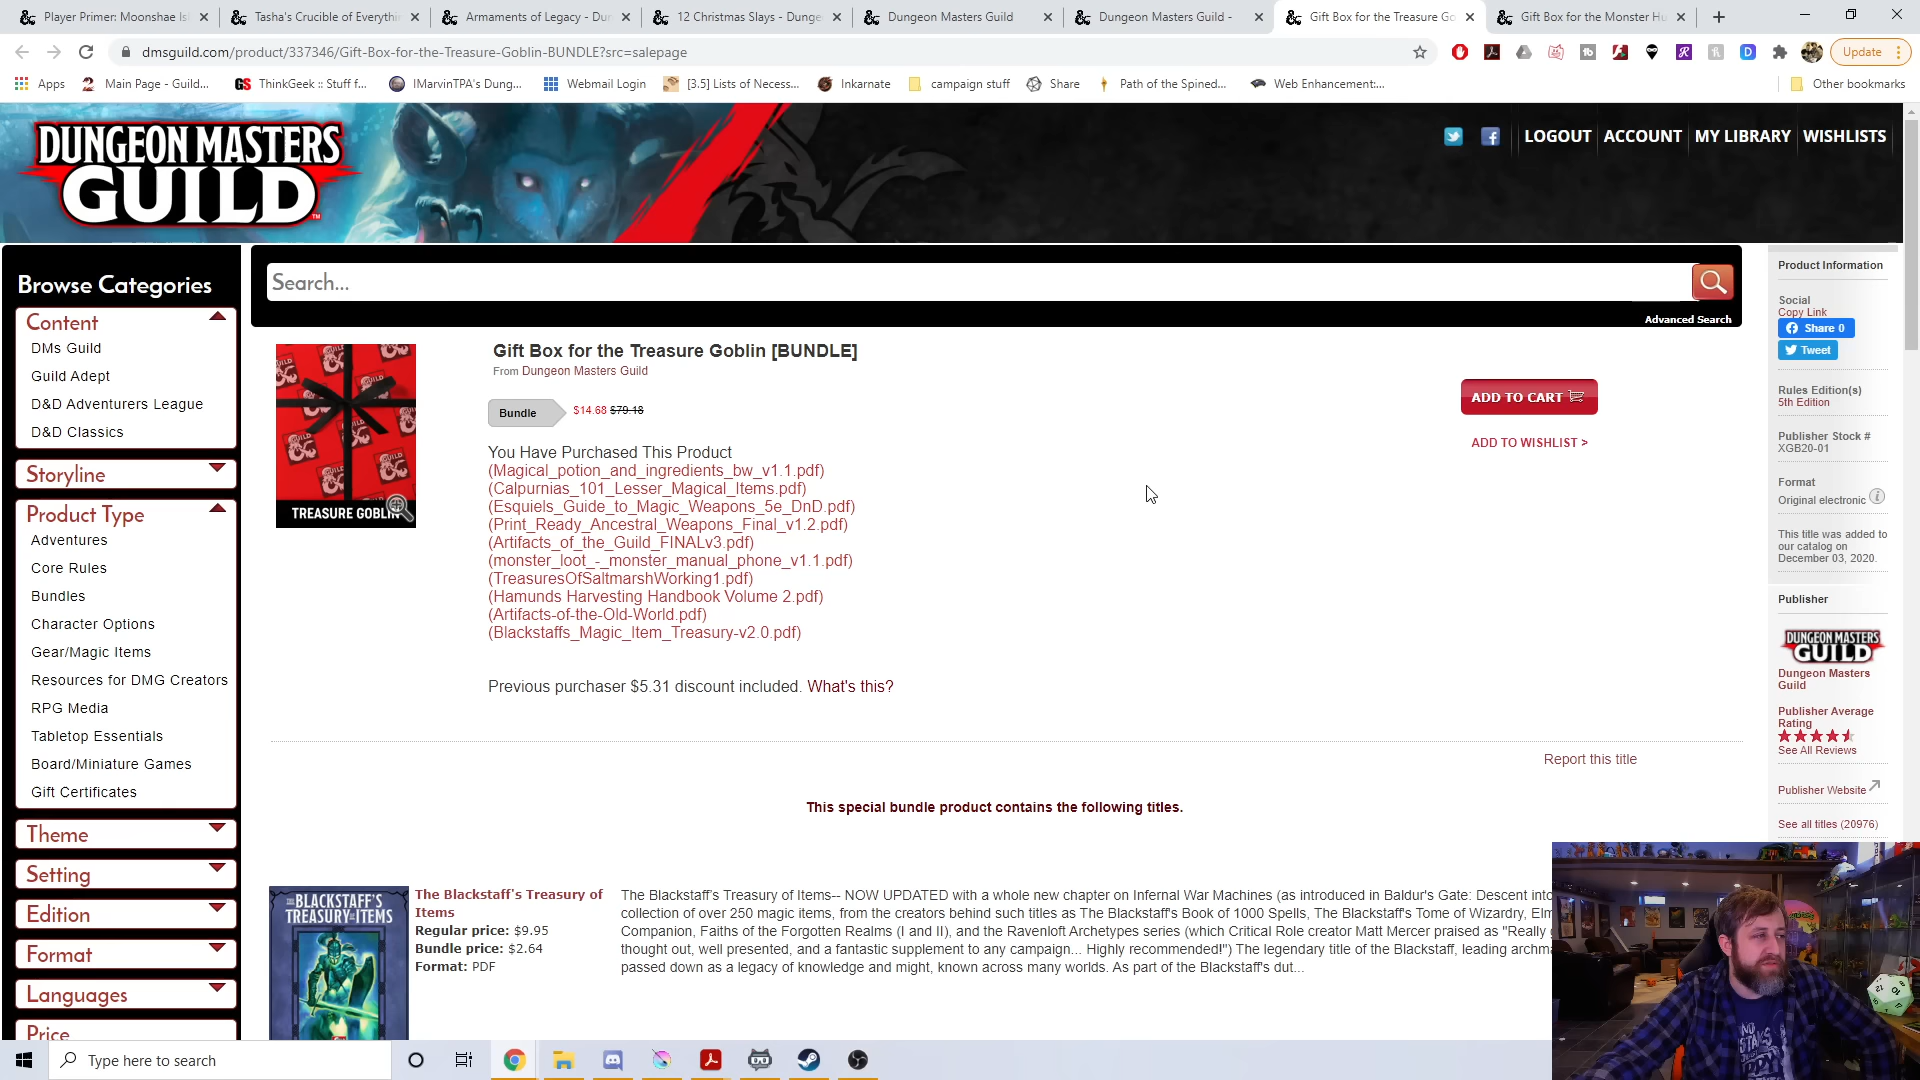 Player Primer: Moonshae Is
Tasha's Crucible of Everythi
Armaments of Legacy - Du
12 Christmas Slays - Dunge
Dungeon Masters Guild
Dungeon Masters Guild -
Gift Box for the Treasure Go
Gift Box for the Monster Hu
dmsguild.com/product/337346/Gift-Box-for-the-Treasure-Goblin-BUNDLE?src=salepage
Update
Apps
Main Page - Guild...
GS ThinkGeek :: Stuff f...
IMarvinTPA's Dung...
Webmail Login
[3.5] Lists of Necess...
Inkarnate
campaign stuff
Share
Path of the Spined...
Web Enhancement:...
Other bookmarks
DUNGEON MASTERS
GUILD
LOGOUT ACCOUNT MY LIBRARY WISHLISTS
Browse Categories
Content
DMs Guild
Guild Adept
D&D Adventurers League
D&D Classics
Storyline
Product Type
Adventures
Core Rules
Bundles
Character Options
Gear/Magic Items
Resources for DMG Creators
RPG Media
Tabletop Essentials
Board/Miniature Games
Gift Certificates
Theme
Setting
Edition
Format
Languages
Price
Search...
Advanced Search
TREASURE GOBLIN
Gift Box for the Treasure Goblin [BUNDLE]
From Dungeon Masters Guild
Bundle $14.68 $79.18
ADD TO CART
ADD TO WISHLIST >
You Have Purchased This Product
(Magical_potion_and_ingredients_bw_v1.1.pdf)
(Calpurnias_101_Lesser_Magical_Items.pdf)
(Esquiels_Guide_to_Magic_Weapons_5e_DnD.pdf)
(Print_Ready_Ancestral_Weapons_Final_v1.2.pdf)
(Artifacts_of_the_Guild_FINALv3.pdf)
(monster_loot_-_monster_manual_phone_v1.1.pdf)
(TreasuresOfSaltmarshWorking1.pdf)
(Hamunds Harvesting Handbook Volume 2.pdf)
(Artifacts-of-the-Old-World.pdf)
(Blackstaffs_Magic_Item_Treasury-v2.0.pdf)
Previous purchaser $5.31 discount included. What's this?
Report this title
This special bundle product contains the following titles.
BLACKSTAFF'S
TREASURY OF ITEMS
The Blackstaff's Treasury of
Items
Regular price: $9.95
Bundle price: $2.64
Format: PDF
The Blackstaff's Treasury of Items-- NOW UPDATED with a whole new chapter on Infernal War Machines (as introduced in Baldur's Gate: Descent into
collection of over 250 magic items, from the creators behind such titles as The Blackstaff's Book of 1000 Spells, The Blackstaff's Tome of Wizardry, Elm
Companion, Faiths of the Forgotten Realms (I and II), and the Ravenloft Archetypes series (which Critical Role creator Matt Mercer praised as "Really
thought out, well presented, and a fantastic supplement to any campaign... Highly recommended!") The legendary title of the Blackstaff, leading archm
passed down as a legacy of knowledge and might, known across many worlds. As part of the Blackstaff's dut...
Product Information
Social
Copy Link
Share 0
Tweet
Rules Edition(s)
5th Edition
Publisher Stock #
XGB20-01
Format
Original electronic
This title was added to
our catalog on
December 03, 2020.
Publisher
DUNGEON MASTERS
GUILD
Dungeon Masters
Guild
Publisher Average
Rating
See All Reviews
Publisher Website
See all titles (20976)
Type here to search